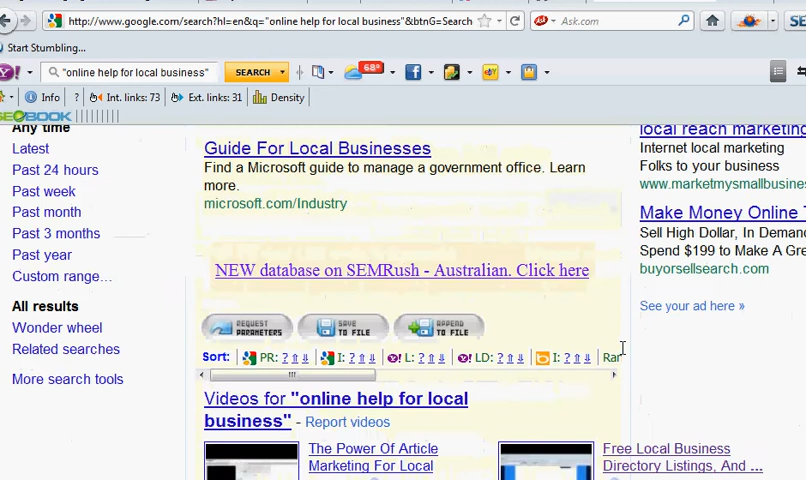 http://www.google.com/search?hl=en&q="online help for local business"&btnG=Search
Ask.com
Start Stumbling...
"online help for local business"
SEARCH
68°
Info
?
Int. links: 73
Ext. links: 31
Density
SEOBOOK
Any time
Latest
Past 24 hours
Past week
Past month
Past 3 months
Past year
Custom range...
All results
Wonder wheel
Related searches
More search tools
Guide For Local Businesses
Find a Microsoft guide to manage a government office. Learn
more.
microsoft.com/Industry
NEW database on SEMRush - Australian. Click here
REQUEST PARAMETERS
SAVE TO FILE
APPEND TO FILE
Sort: PR: ? I: ? L: ? LD: ? I: ? Ran
Videos for "online help for local
business" - Report videos
The Power Of Article
Marketing For Local
Free Local Business
Directory Listings, And ...
local reach marketing
Internet local marketing
Folks to your business
www.marketmysmallbusines
Make Money Online T
Sell High Dollar, In Deman
Spend $199 to Make A Gre
buyorsellsearch.com
See your ad here »